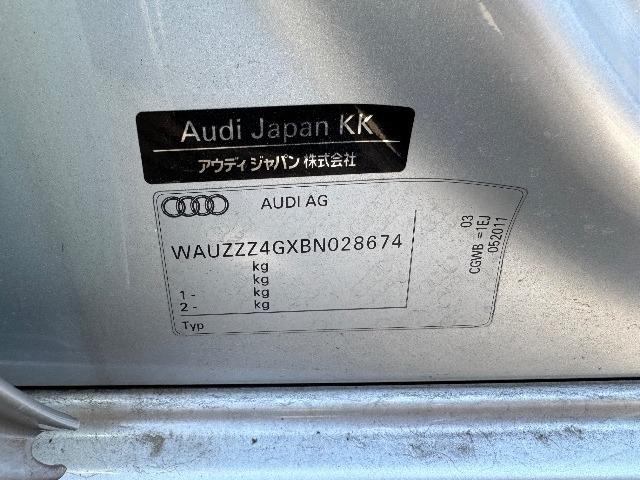 Audi Japan KK
アウディ ジャパン 株式会社
AUDI AG
WAUZZZ4GXBN028674
kg
kg
1 - kg
2 - kg
Typ
03
CGWB =1EJ
052011